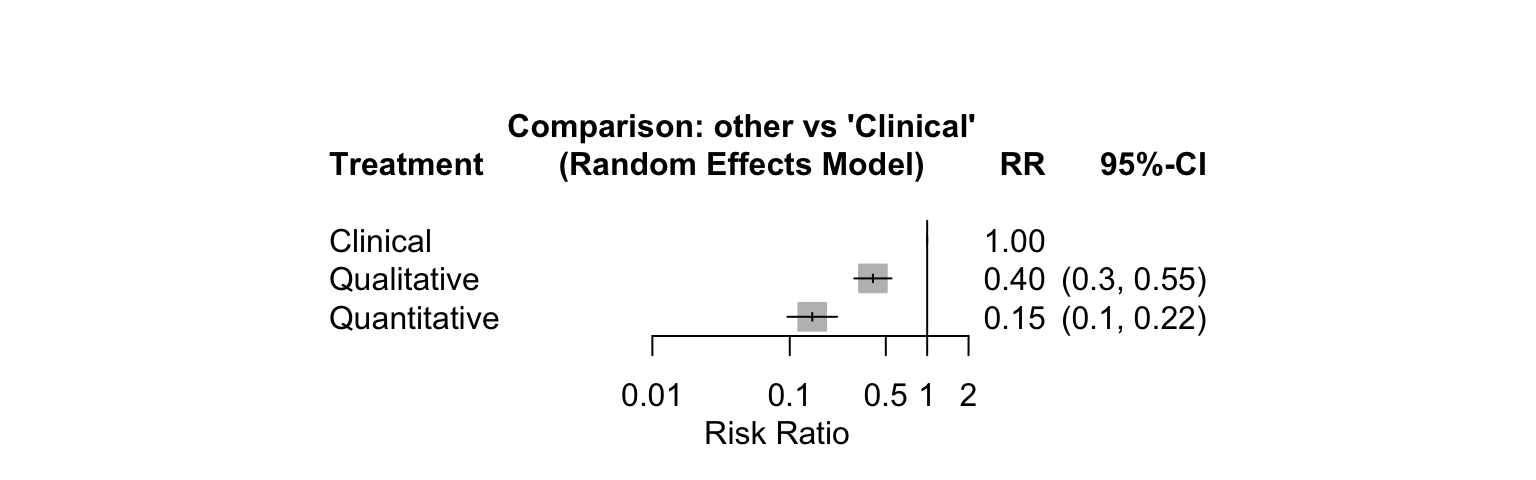 Comparison: other vs 'Clinical'
Treatment (Random Effects Model) RR 95%-CI
Clinical 1.00
Qualitative 0.40 (0.3, 0.55)
Quantitative 0.15 (0.1, 0.22)
0.01 0.1 0.5 1 2
Risk Ratio